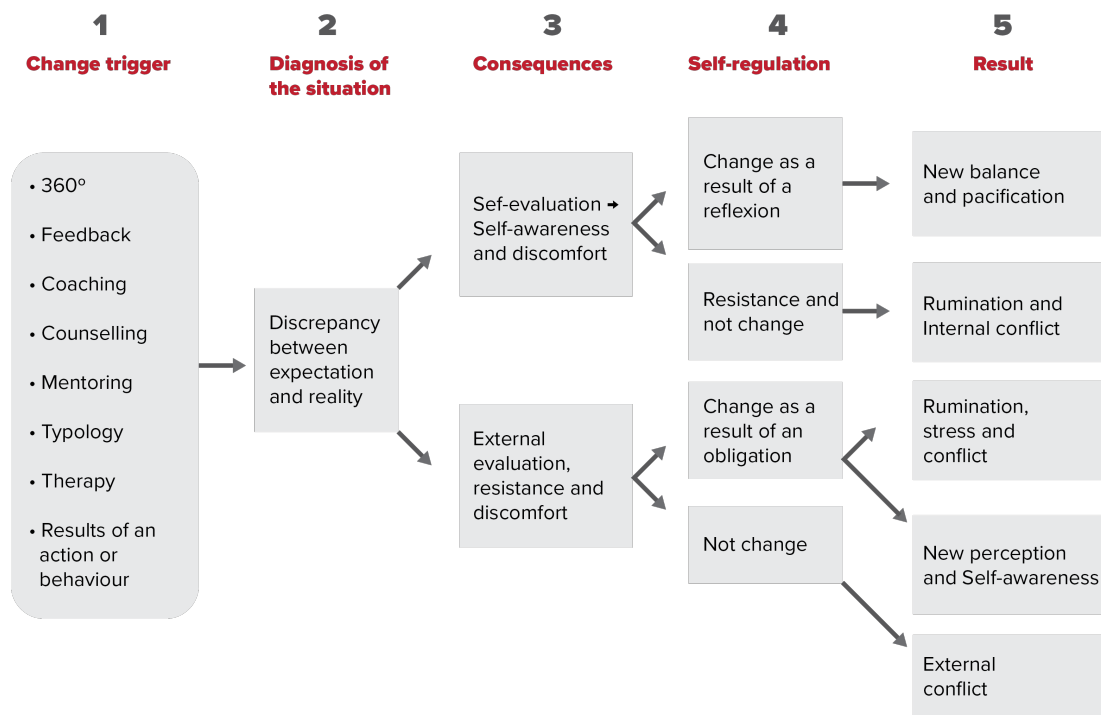 1
Change trigger
• 360º
• Feedback
• Coaching
• Counselling
• Mentoring
• Typology
• Therapy
• Results of an
action or
behaviour
2
Diagnosis of
the situation
Discrepancy
between
expectation
and reality
3
Consequences
Sef-evaluation →
Self-awareness
and discomfort
External
evaluation,
resistance and
discomfort
4
Self-regulation
Change as a
result of a
reflexion
Resistance and
not change
Change as a
result of an
obligation
Not change
5
Result
New balance
and pacification
Rumination and
Internal conflict
Rumination,
stress and
conflict
New perception
and Self-awareness
External
conflict